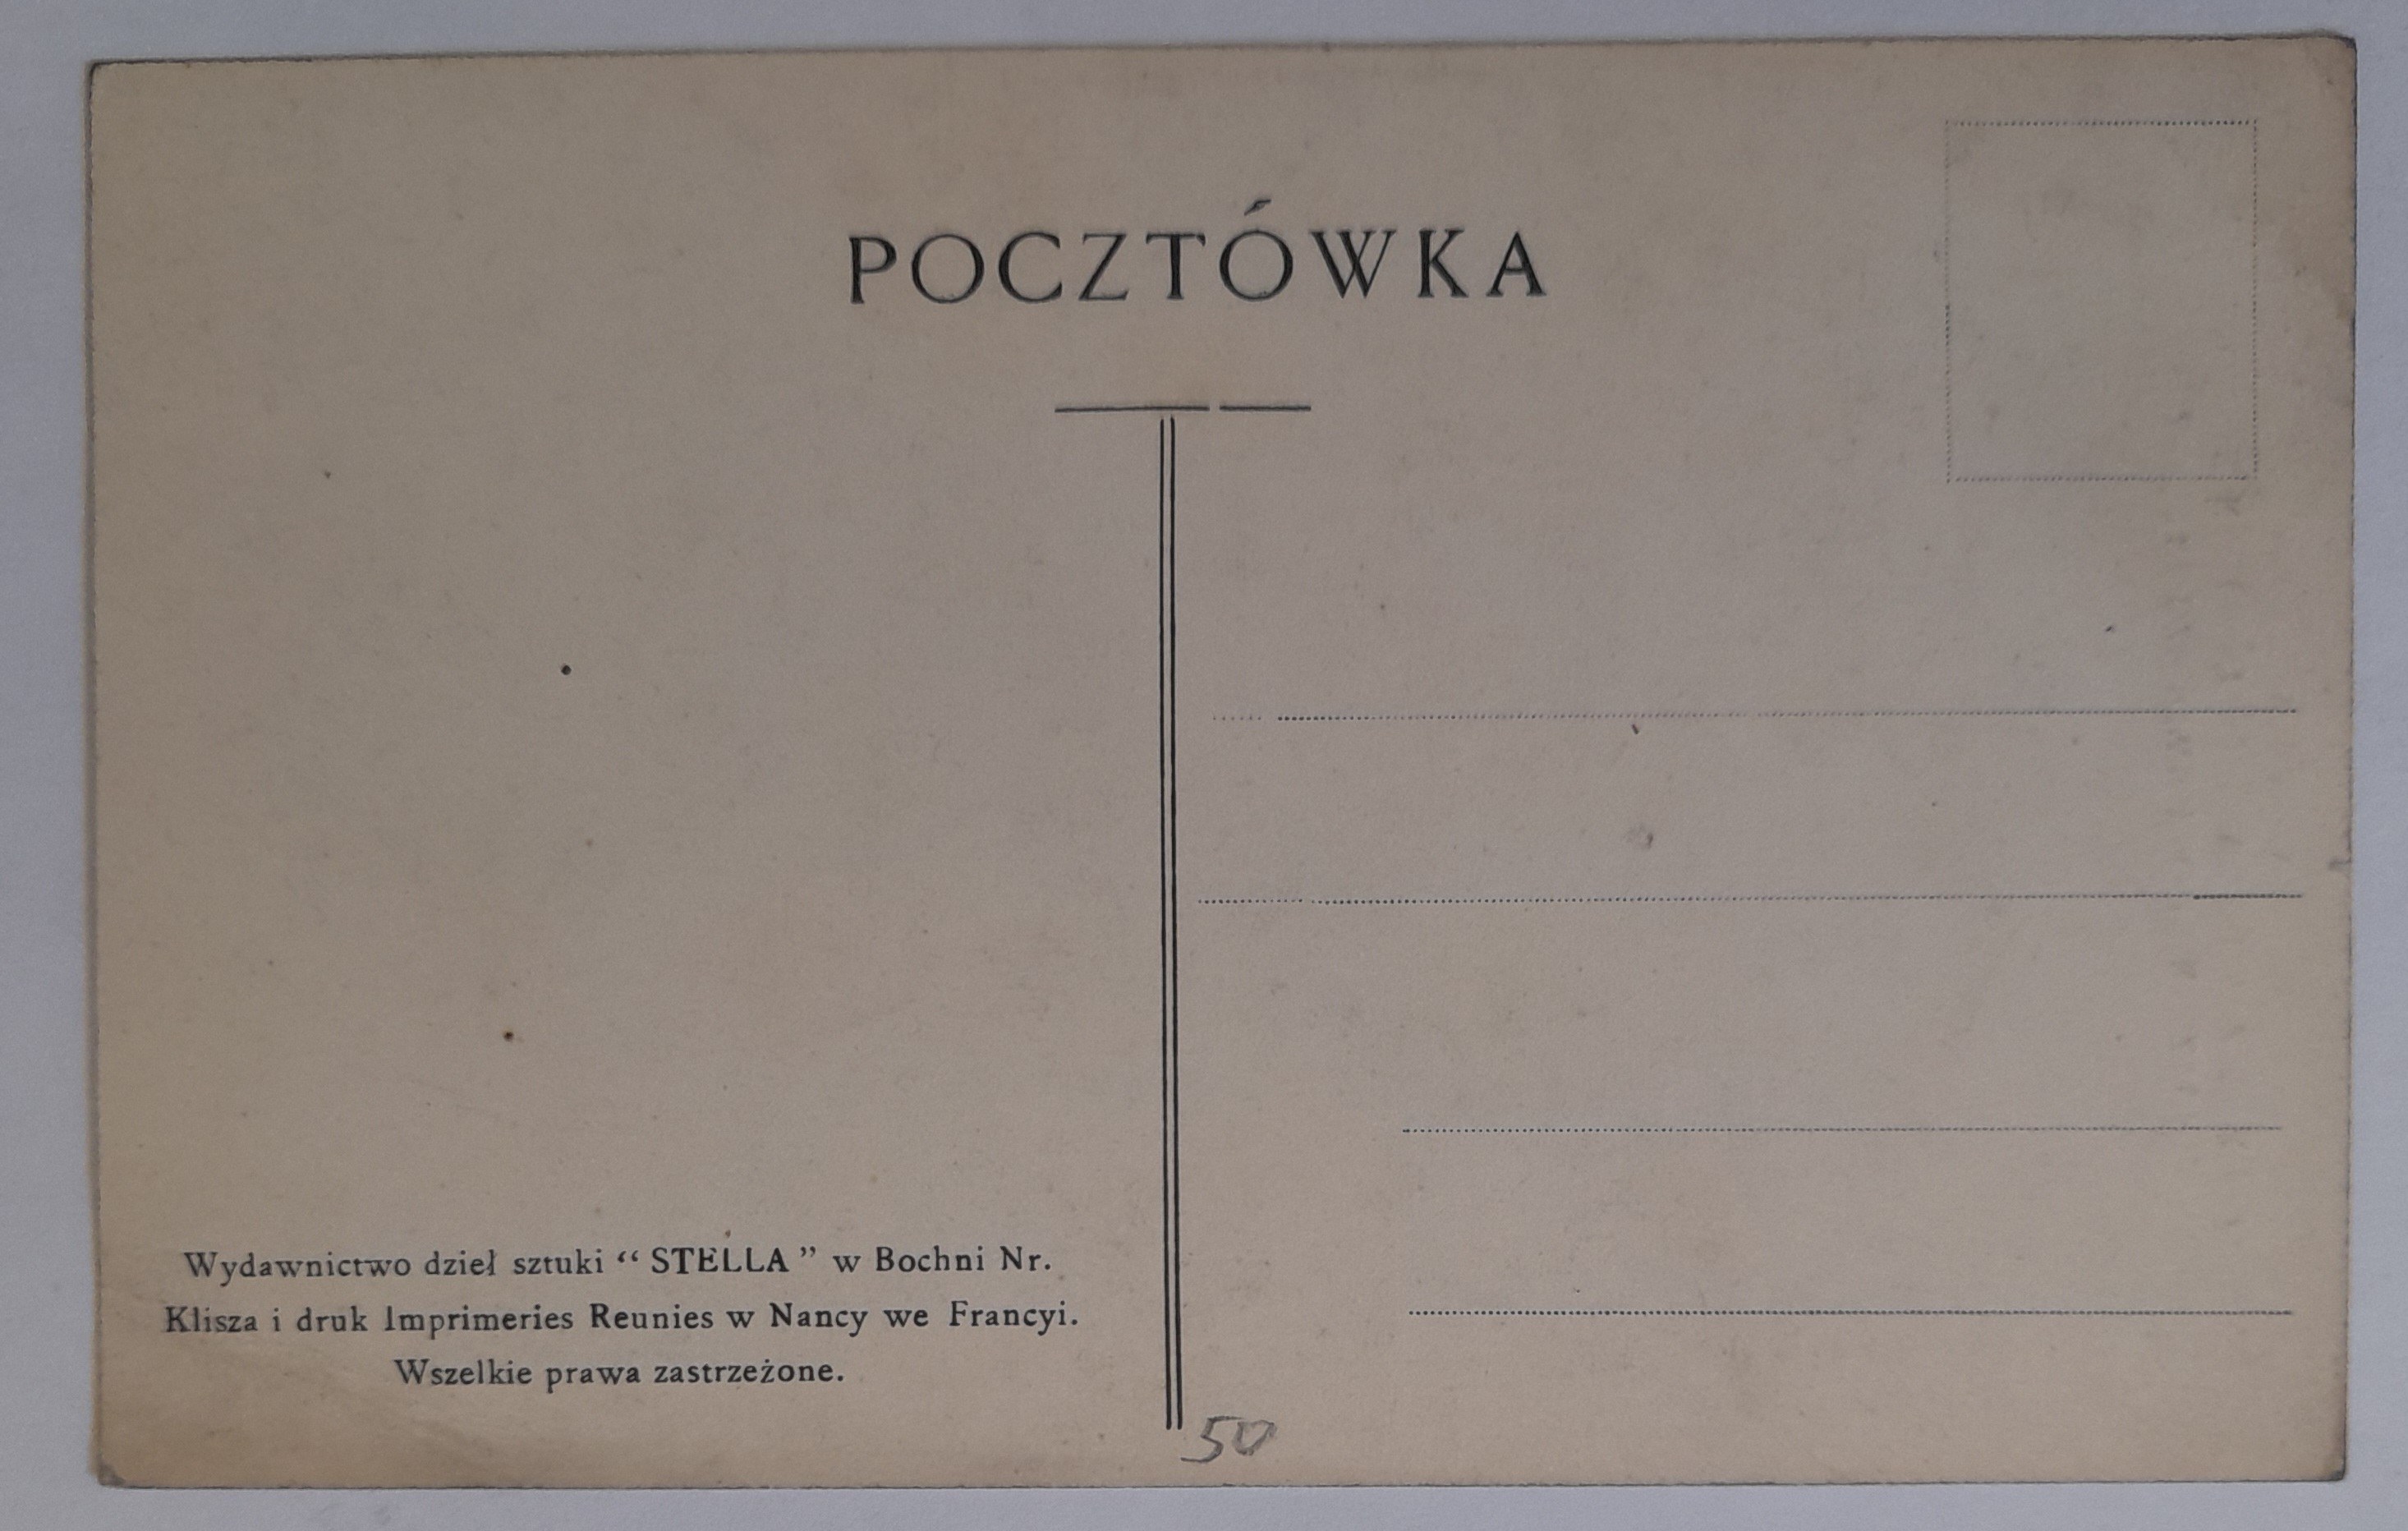 POCZTÓWKA
Wydawnictwo dzieł sztuki “ STELLA ” w Bochni Nr.
Klisza i druk Imprimeries Reunies w Nancy we Francyi.
Wszelkie prawa zastrzeżone.
50